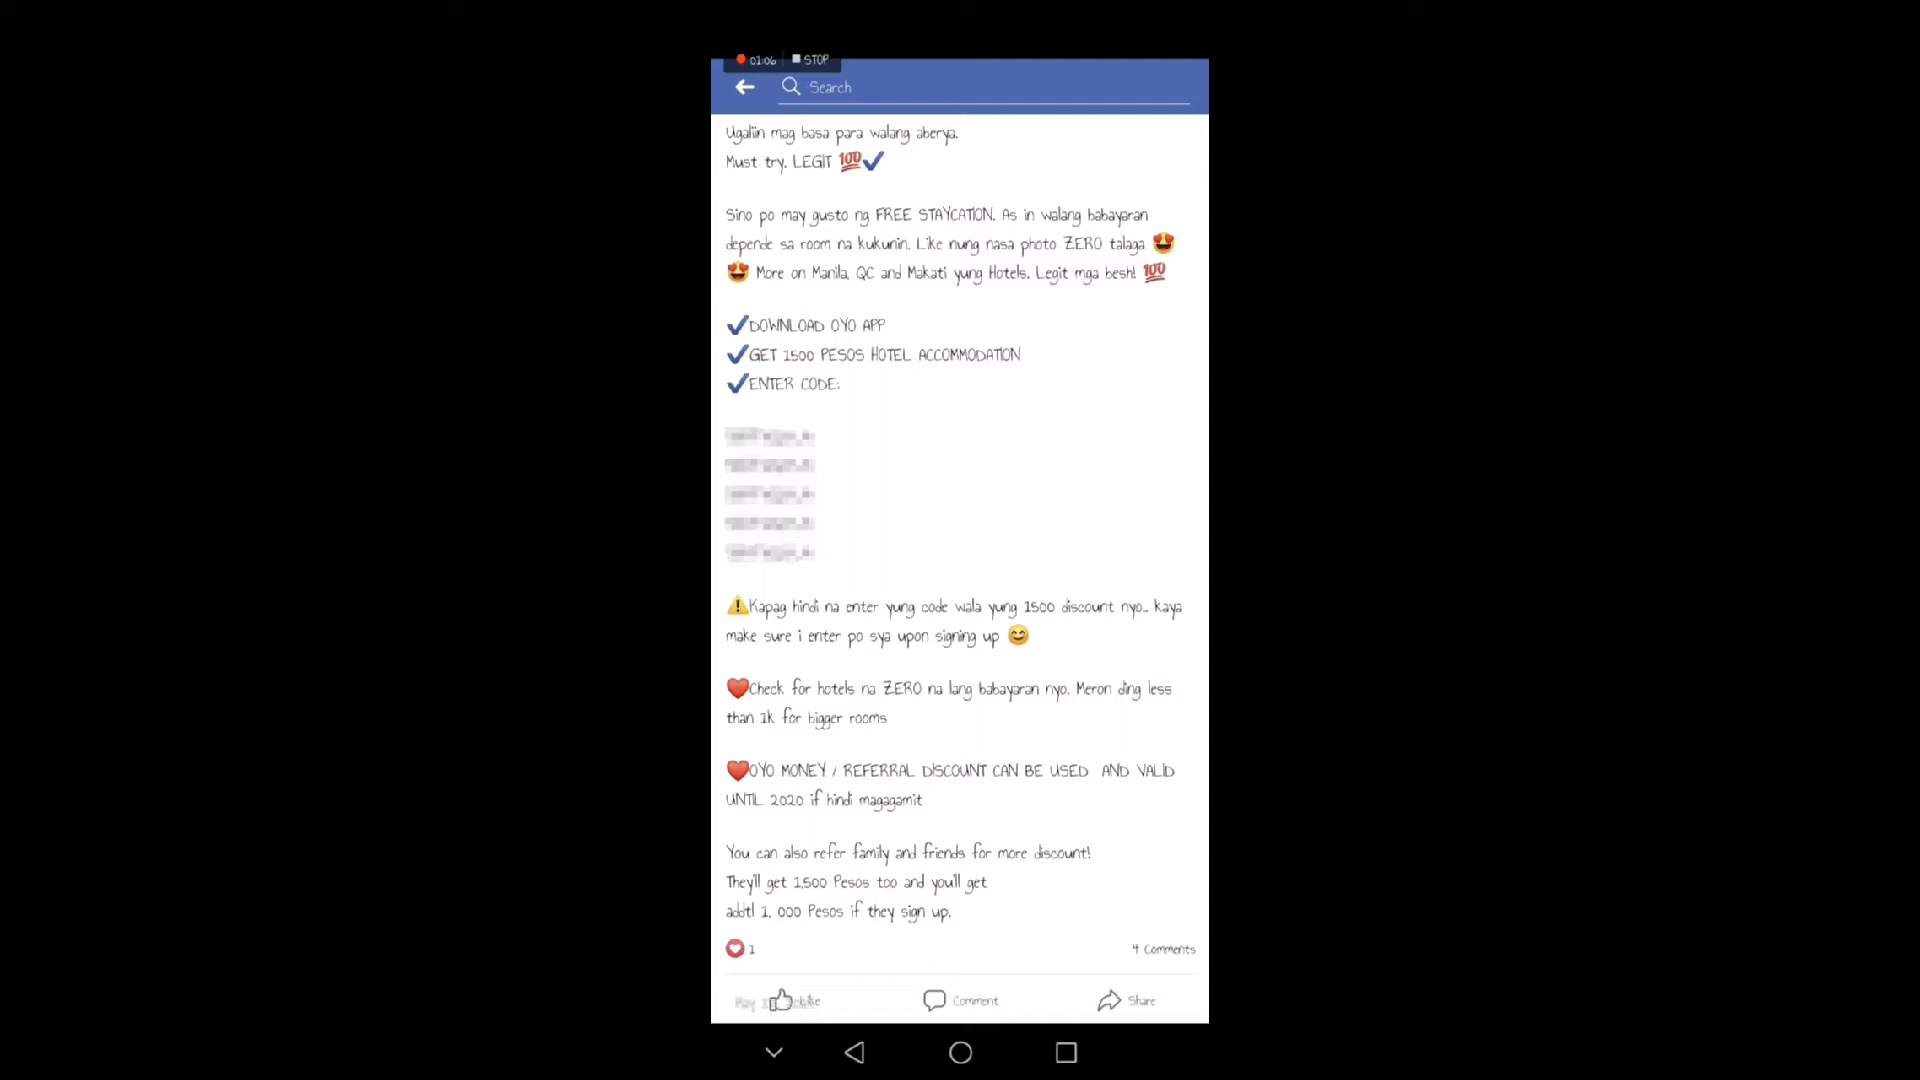 01:06 STOP
Search
Ugaliin mag basa para walang aberya.
Must try. LEGIT 💯✔
Sino po may gusto ng FREE STAYCATION. As in walang babayaran
depende sa room na kukunin. Like nung nasa photo ZERO talaga 😍
😍 More on Manila, QC and Makati yung Hotels. Legit mga besh! 💯
✔DOWNLOAD OYO APP
✔GET 1500 PESOS HOTEL ACCOMMODATION
✔ENTER CODE:
⚠Kapag hindi na enter yung code wala yung 1500 discount nyo.. kaya
make sure i enter po sya upon signing up 😊
❤Check for hotels na ZERO na lang babayaran nyo. Meron ding less
than 1k for bigger rooms
❤OYO MONEY / REFERRAL DISCOUNT CAN BE USED AND VALID
UNTIL 2020 if hindi magagamit
You can also refer family and friends for more discount!
They'll get 1,500 Pesos too and you'll get
addtl 1, 000 Pesos if they sign up.
1 4 Comments
Like Comment Share